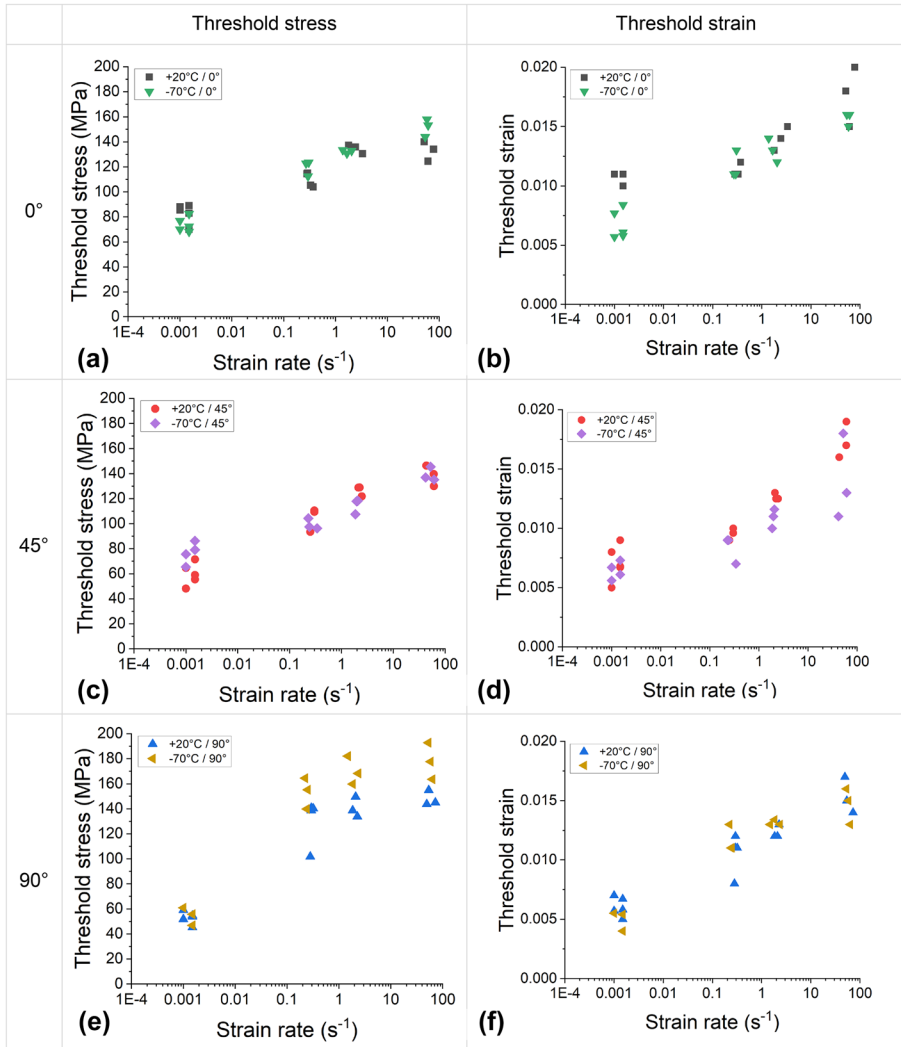 Threshold stress
Threshold strain
0°
+20°C / 0°
-70°C / 0°
Threshold stress (MPa)
200
180
160
140
120
100
80
60
40
20
0
1E-4 0.001 0.01 0.1 1 10 100
Strain rate (s⁻¹)
(a)
+20°C / 0°
-70°C / 0°
Threshold strain
0.020
0.015
0.010
0.005
0.000
1E-4 0.001 0.01 0.1 1 10 100
Strain rate (s⁻¹)
(b)
45°
+20°C / 45°
-70°C / 45°
Threshold stress (MPa)
200
180
160
140
120
100
80
60
40
20
0
1E-4 0.001 0.01 0.1 1 10 100
Strain rate (s⁻¹)
(c)
+20°C / 45°
-70°C / 45°
Threshold strain
0.020
0.015
0.010
0.005
0.000
1E-4 0.001 0.01 0.1 1 10 100
Strain rate (s⁻¹)
(d)
90°
+20°C / 90°
-70°C / 90°
Threshold stress (MPa)
200
180
160
140
120
100
80
60
40
20
0
1E-4 0.001 0.01 0.1 1 10 100
Strain rate (s⁻¹)
(e)
+20°C / 90°
-70°C / 90°
Threshold strain
0.020
0.015
0.010
0.005
0.000
1E-4 0.001 0.01 0.1 1 10 100
Strain rate (s⁻¹)
(f)